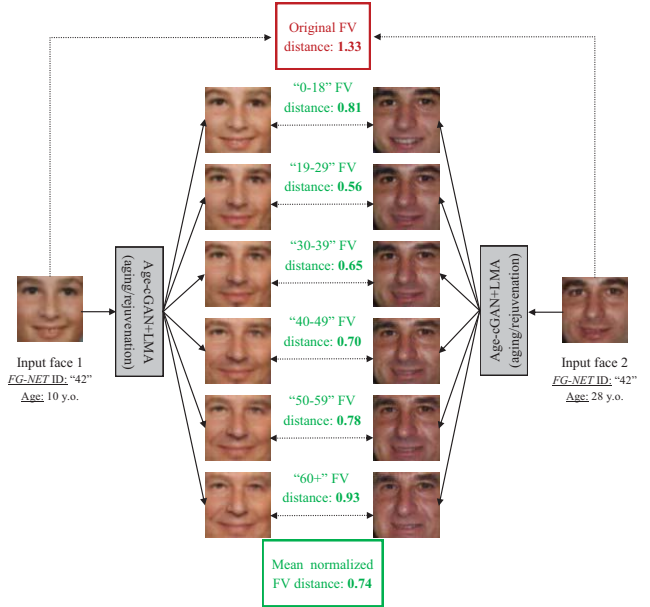 Original FV
distance: 1.33
“0-18” FV
distance: 0.81
“19-29” FV
distance: 0.56
“30-39” FV
distance: 0.65
“40-49” FV
distance: 0.70
“50-59” FV
distance: 0.78
“60+” FV
distance: 0.93
Mean normalized
FV distance: 0.74
Age-cGAN+LMA
(aging/rejuvenation)
Input face 1
FG-NET ID: “42”
Age: 10 y.o.
Age-cGAN+LMA
(aging/rejuvenation)
Input face 2
FG-NET ID: “42”
Age: 28 y.o.